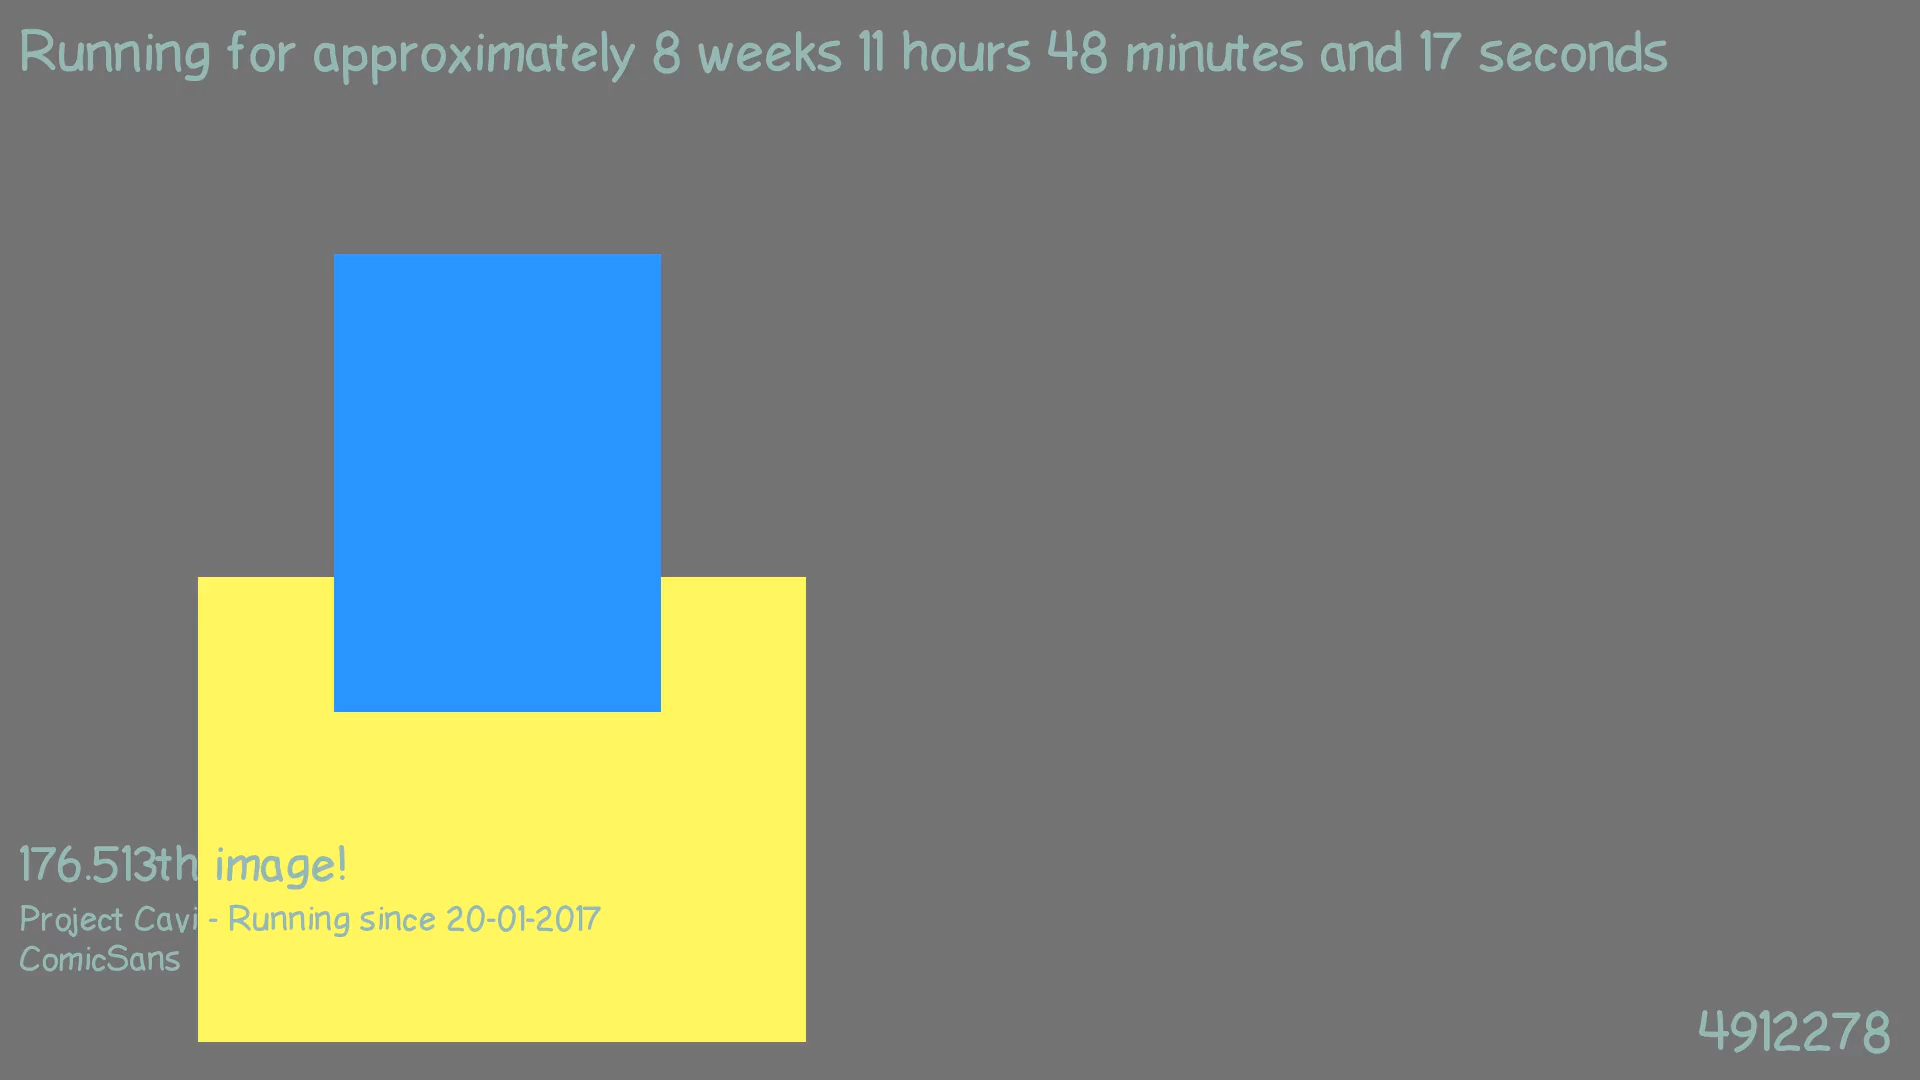 Running for approximately 8 weeks 11 hours 48 minutes and 17 seconds
176.513th image!
Project Cavi - Running since 20-01-2017
ComicSans
4912278